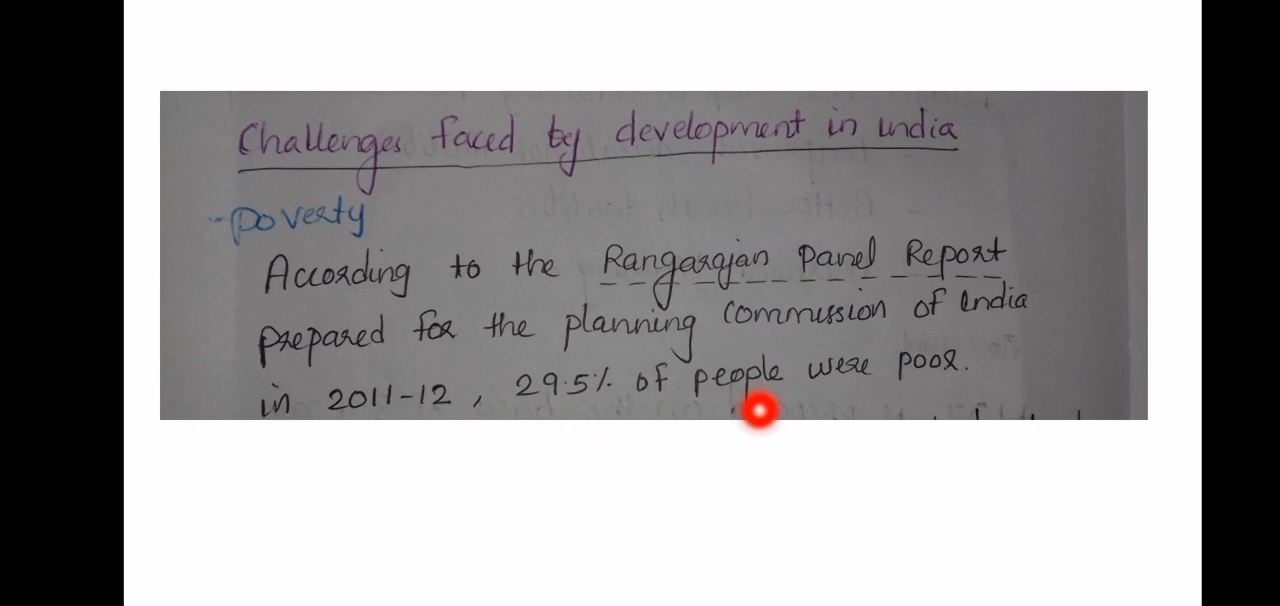 Challenges faced by development in India
- Poverty
According to the Rangarajan Panel Report
prepared for the planning commission of India
in 2011-12, 29.5% of people were poor.